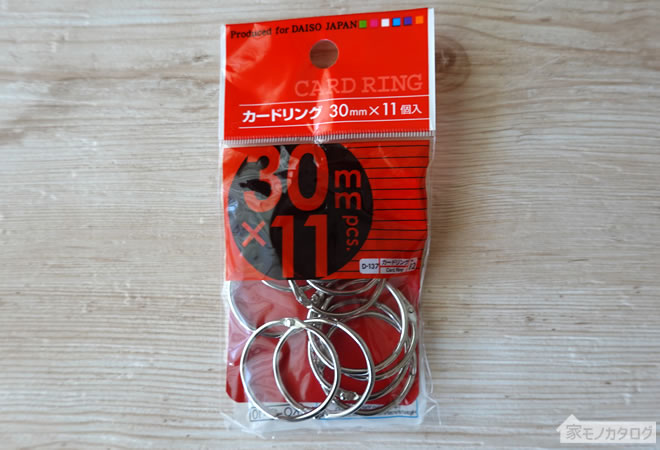 Produced for DAISO JAPAN
CARD RING
カードリング 30mm×11個入
30mm
×11pcs.
D-137 カードリング
Card Ring
家モノカタログ